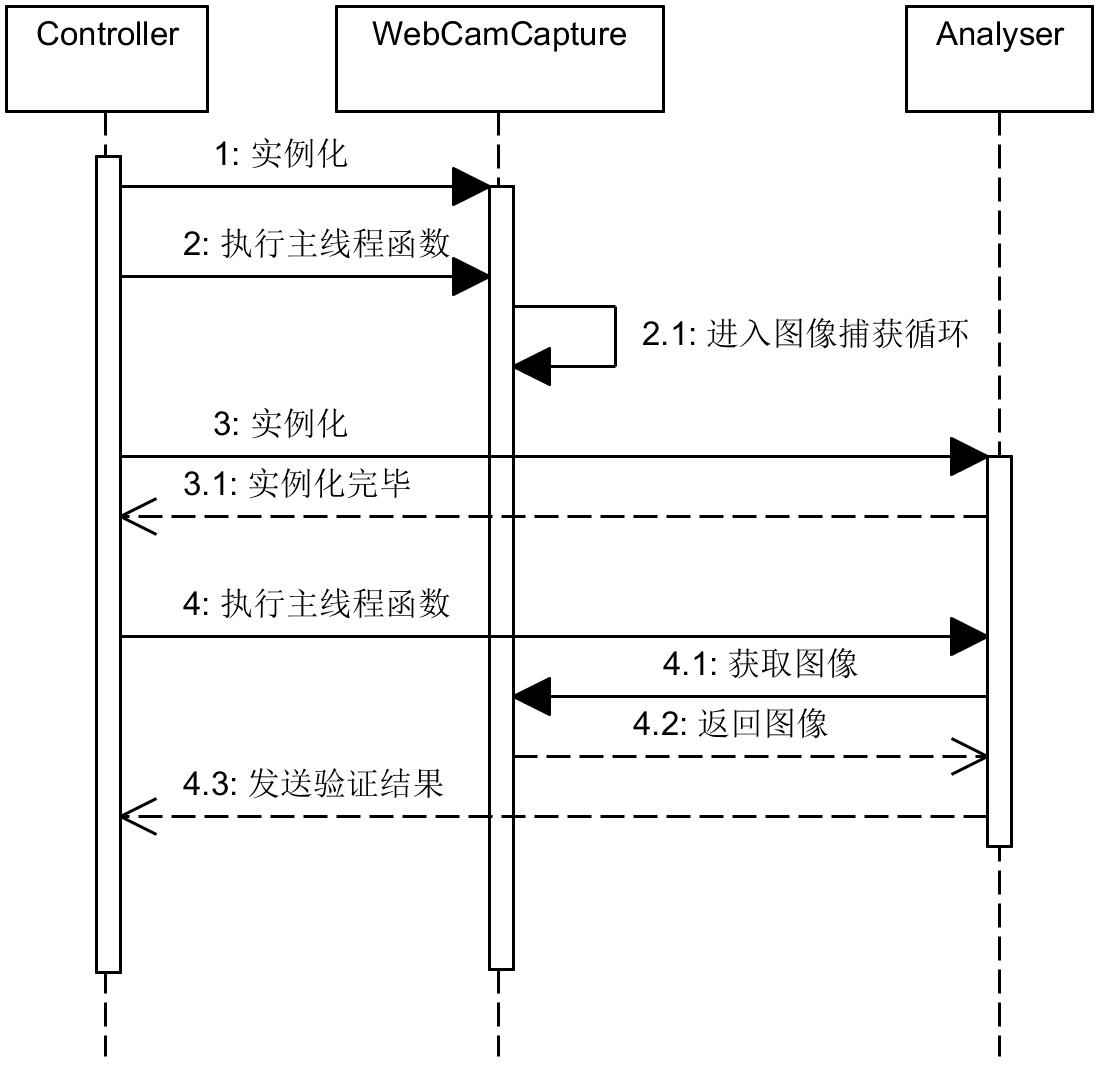 Controller
WebCamCapture
Analyser
1: 实例化
2: 执行主线程函数
2.1: 进入图像捕获循环
3: 实例化
3.1: 实例化完毕
4: 执行主线程函数
4.1: 获取图像
4.2: 返回图像
4.3: 发送验证结果